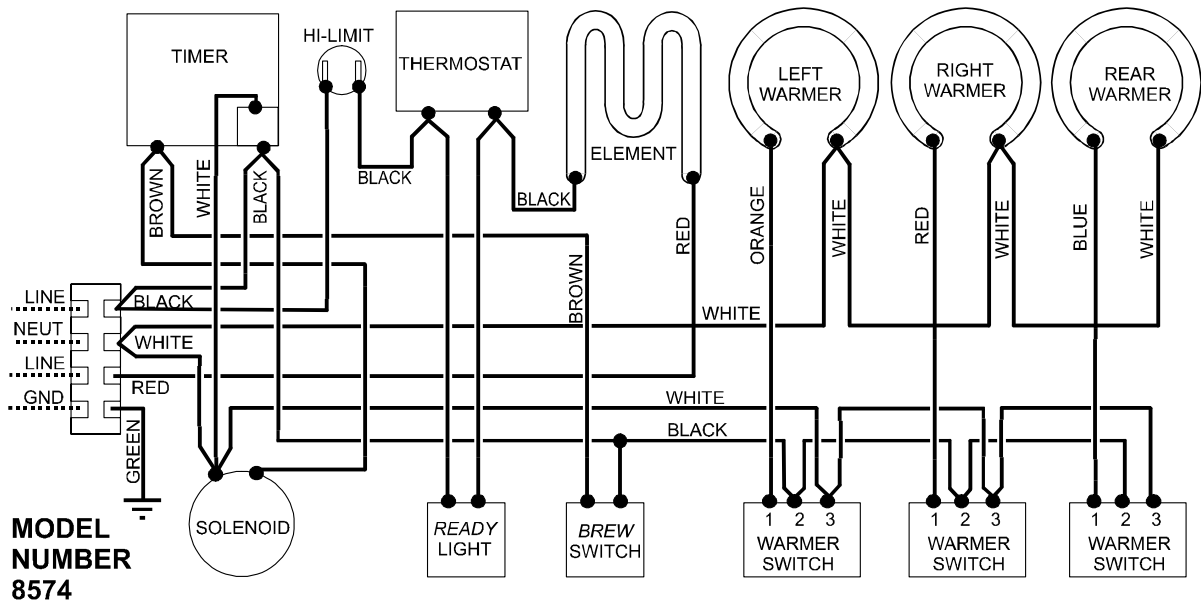 TIMER
HI-LIMIT
THERMOSTAT
ELEMENT
LEFT
WARMER
RIGHT
WARMER
REAR
WARMER
BROWN
WHITE
BLACK
BLACK
BLACK
RED
ORANGE
WHITE
RED
WHITE
BLUE
WHITE
BROWN
LINE
BLACK
NEUT
WHITE
WHITE
LINE
RED
GND
GREEN
WHITE
BLACK
SOLENOID
READY
LIGHT
BREW
SWITCH
1 2 3
WARMER
SWITCH
1 2 3
WARMER
SWITCH
1 2 3
WARMER
SWITCH
MODEL
NUMBER
8574